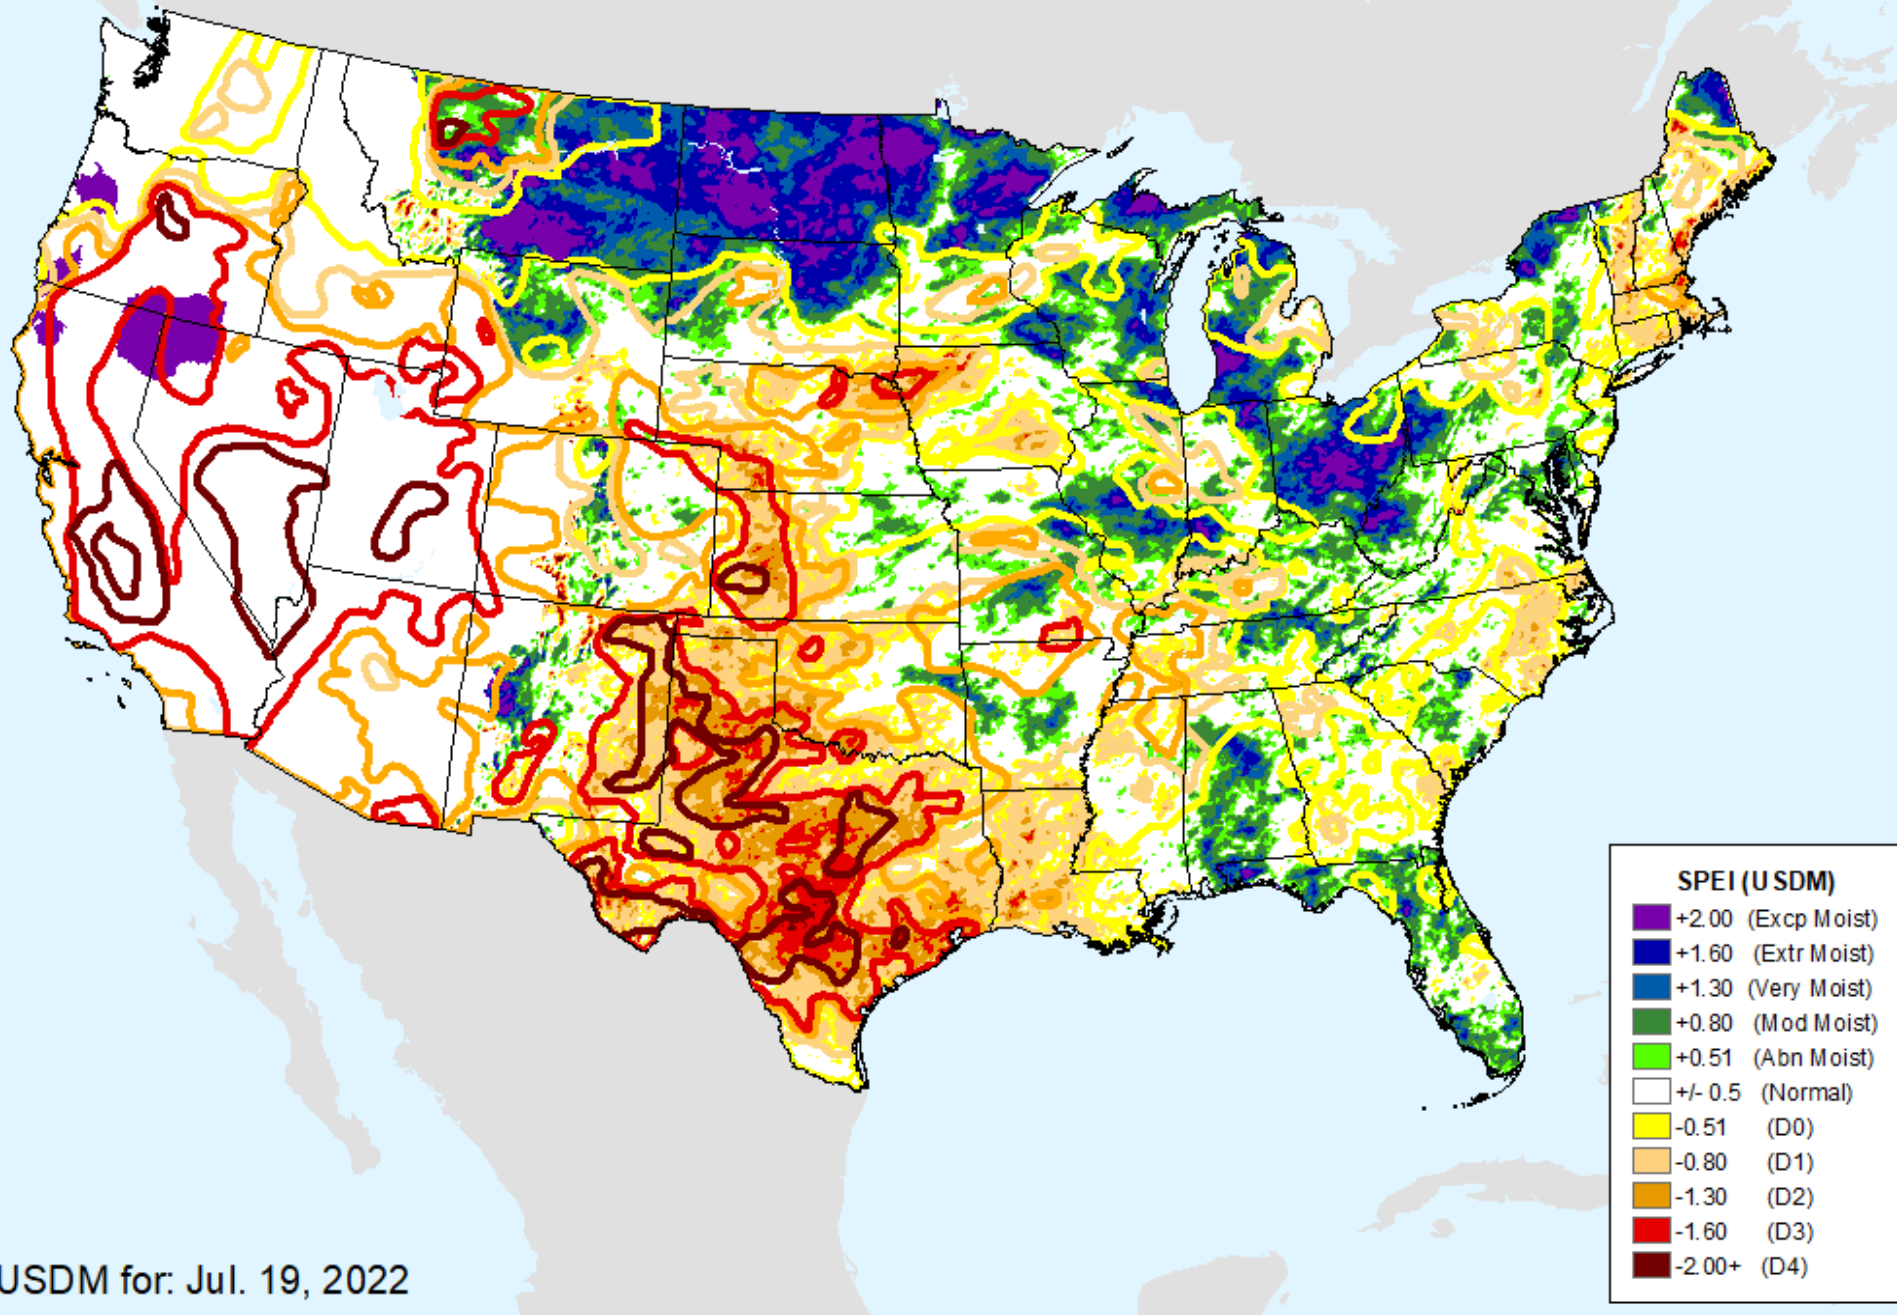 SPEI (USDM)
+2.00 (Excp Moist)
+1.60 (Extr Moist)
+1.30 (Very Moist)
+0.80 (Mod Moist)
+0.51 (Abn Moist)
+/- 0.5 (Normal)
-0.51 (D0)
-0.80 (D1)
-1.30 (D2)
-1.60 (D3)
-2.00+ (D4)
USDM for: Jul. 19, 2022